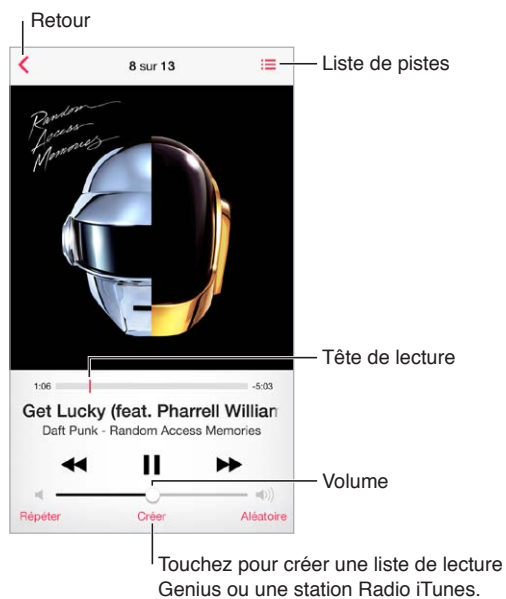 Retour
8 sur 13
Liste de pistes
Random
Access
Memories
Tête de lecture
1:06
-5:03
Get Lucky (feat. Pharrell Willian
Daft Punk - Random Access Memories
Volume
Répéter
Créer
Aléatoire
Touchez pour créer une liste de lecture
Genius ou une station Radio iTunes.